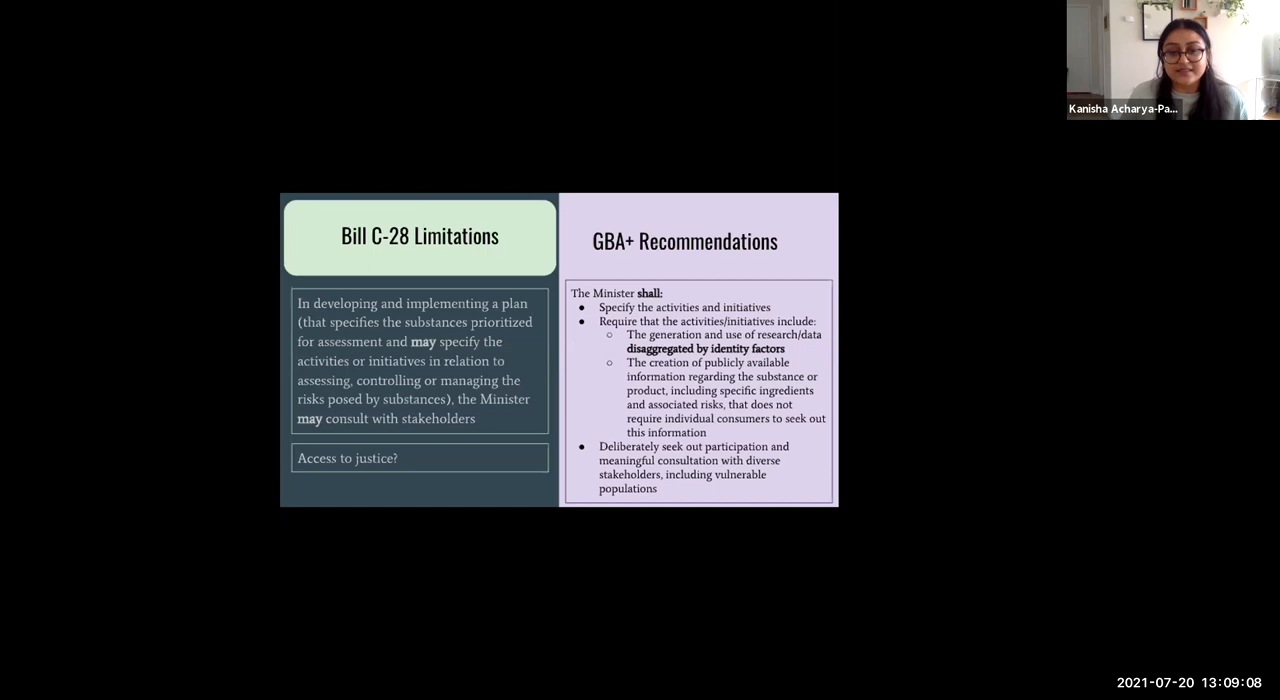 Kanisha Acharya-Pa...
Bill C-28 Limitations
In developing and implementing a plan
(that specifies the substances prioritized
for assessment and may specify the
activities or initiatives in relation to
assessing, controlling or managing the
risks posed by substances), the Minister
may consult with stakeholders
Access to justice?
GBA+ Recommendations
The Minister shall:
● Specify the activities and initiatives
● Require that the activities/initiatives include:
○ The generation and use of research/data
disaggregated by identity factors
○ The creation of publicly available
information regarding the substance or
product, including specific ingredients
and associated risks, that does not
require individual consumers to seek out
this information
● Deliberately seek out participation and
meaningful consultation with diverse
stakeholders, including vulnerable
populations
2021-07-20 13:09:08